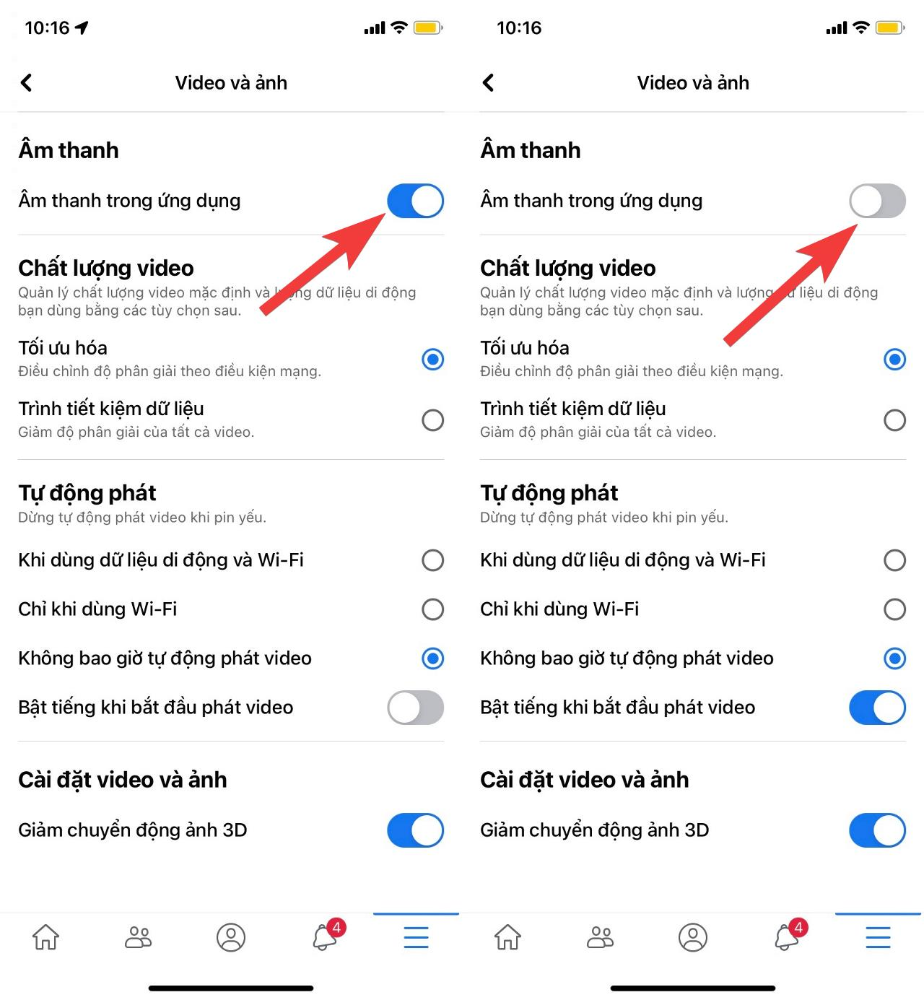 10:16
Video và ảnh
Âm thanh
Âm thanh trong ứng dụng
Chất lượng video
Quản lý chất lượng video mặc định và lượng dữ liệu di động
bạn dùng bằng các tùy chọn sau.
Tối ưu hóa
Điều chỉnh độ phân giải theo điều kiện mạng.
Trình tiết kiệm dữ liệu
Giảm độ phân giải của tất cả video.
Tự động phát
Dừng tự động phát video khi pin yếu.
Khi dùng dữ liệu di động và Wi-Fi
Chỉ khi dùng Wi-Fi
Không bao giờ tự động phát video
Bật tiếng khi bắt đầu phát video
Cài đặt video và ảnh
Giảm chuyển động ảnh 3D
4
10:16
Video và ảnh
Âm thanh
Âm thanh trong ứng dụng
Chất lượng video
Quản lý chất lượng video mặc định và lượng dữ liệu di động
bạn dùng bằng các tùy chọn sau.
Tối ưu hóa
Điều chỉnh độ phân giải theo điều kiện mạng.
Trình tiết kiệm dữ liệu
Giảm độ phân giải của tất cả video.
Tự động phát
Dừng tự động phát video khi pin yếu.
Khi dùng dữ liệu di động và Wi-Fi
Chỉ khi dùng Wi-Fi
Không bao giờ tự động phát video
Bật tiếng khi bắt đầu phát video
Cài đặt video và ảnh
Giảm chuyển động ảnh 3D
4